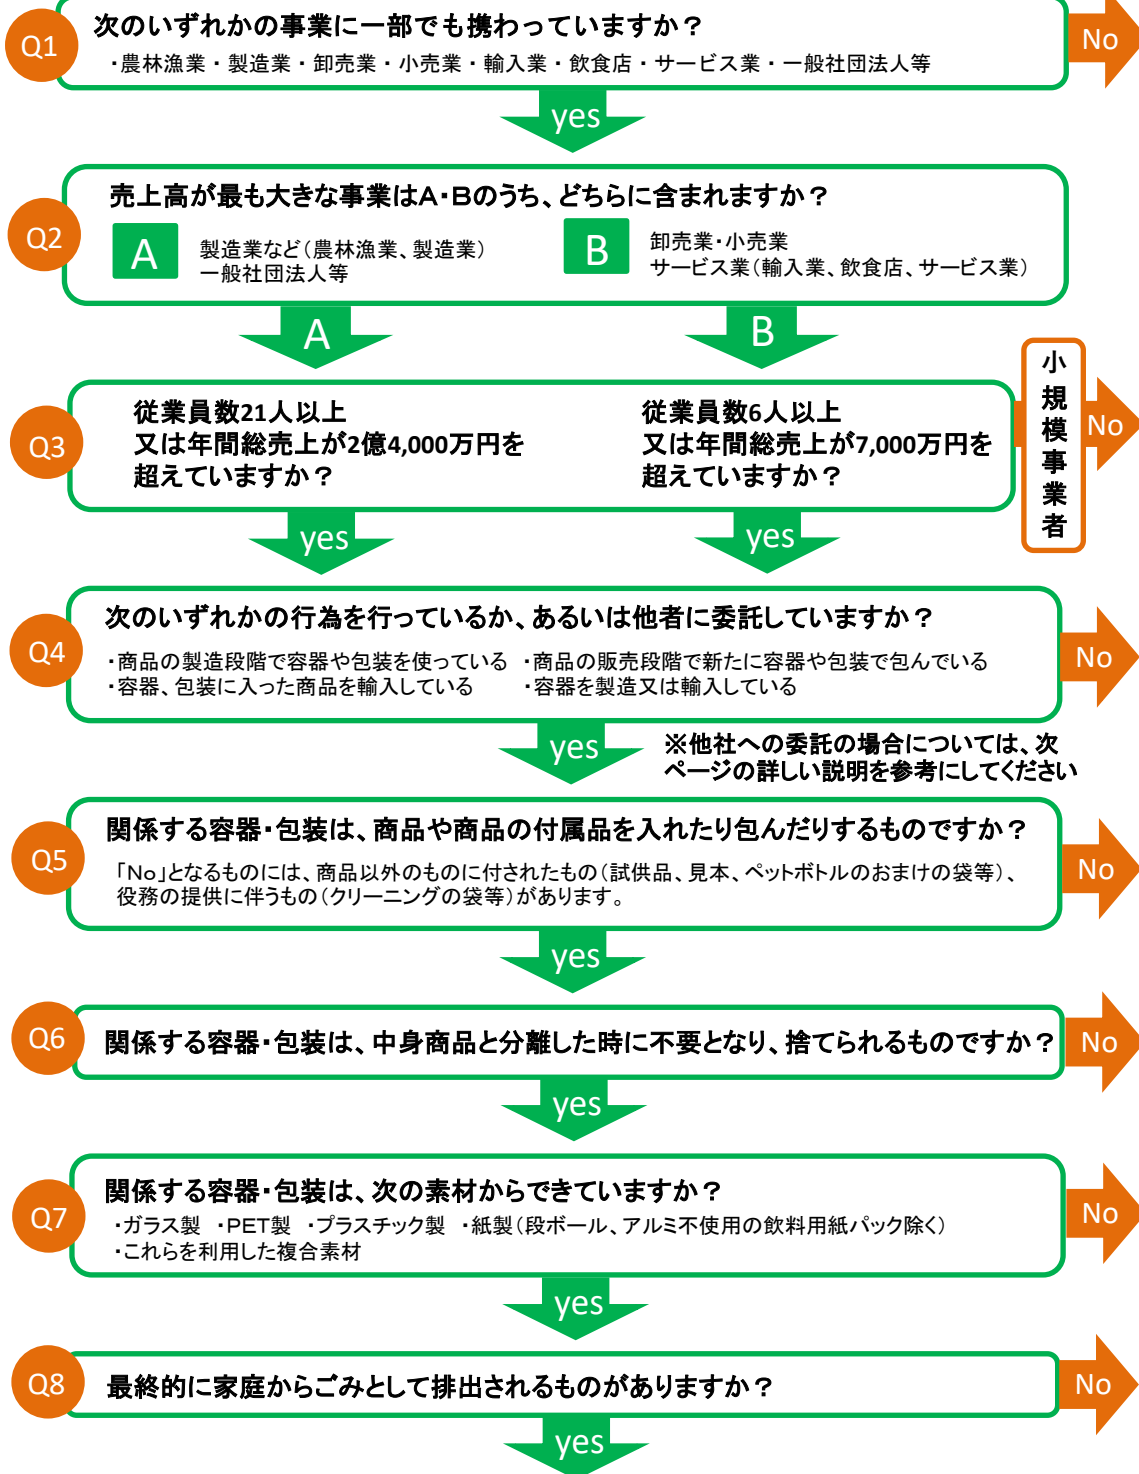 Q1
次のいずれかの事業に一部でも携わっていますか？
・農林漁業・製造業・卸売業・小売業・輸入業・飲食店・サービス業・一般社団法人等
No
yes
Q2
売上高が最も大きな事業はA・Bのうち、どちらに含まれますか？
A
製造業など（農林漁業、製造業）
一般社団法人等
B
卸売業・小売業
サービス業（輸入業、飲食店、サービス業）
A
B
Q3
従業員数21人以上
又は年間総売上が2億4,000万円を
超えていますか？
従業員数6人以上
又は年間総売上が7,000万円を
超えていますか？
小規模事業者
No
yes
yes
Q4
次のいずれかの行為を行っているか、あるいは他者に委託していますか？
・商品の製造段階で容器や包装を使っている ・商品の販売段階で新たに容器や包装で包んでいる
・容器、包装に入った商品を輸入している ・容器を製造又は輸入している
No
yes
※他社への委託の場合については、次
ページの詳しい説明を参考にしてください
Q5
関係する容器・包装は、商品や商品の付属品を入れたり包んだりするものですか？
「No」となるものには、商品以外のものに付されたもの（試供品、見本、ペットボトルのおまけの袋等）、
役務の提供に伴うもの（クリーニングの袋等）があります。
No
yes
Q6
関係する容器・包装は、中身商品と分離した時に不要となり、捨てられるものですか？
No
yes
Q7
関係する容器・包装は、次の素材からできていますか？
・ガラス製 ・PET製 ・プラスチック製 ・紙製（段ボール、アルミ不使用の飲料用紙パック除く）
・これらを利用した複合素材
No
yes
Q8
最終的に家庭からごみとして排出されるものがありますか？
No
yes